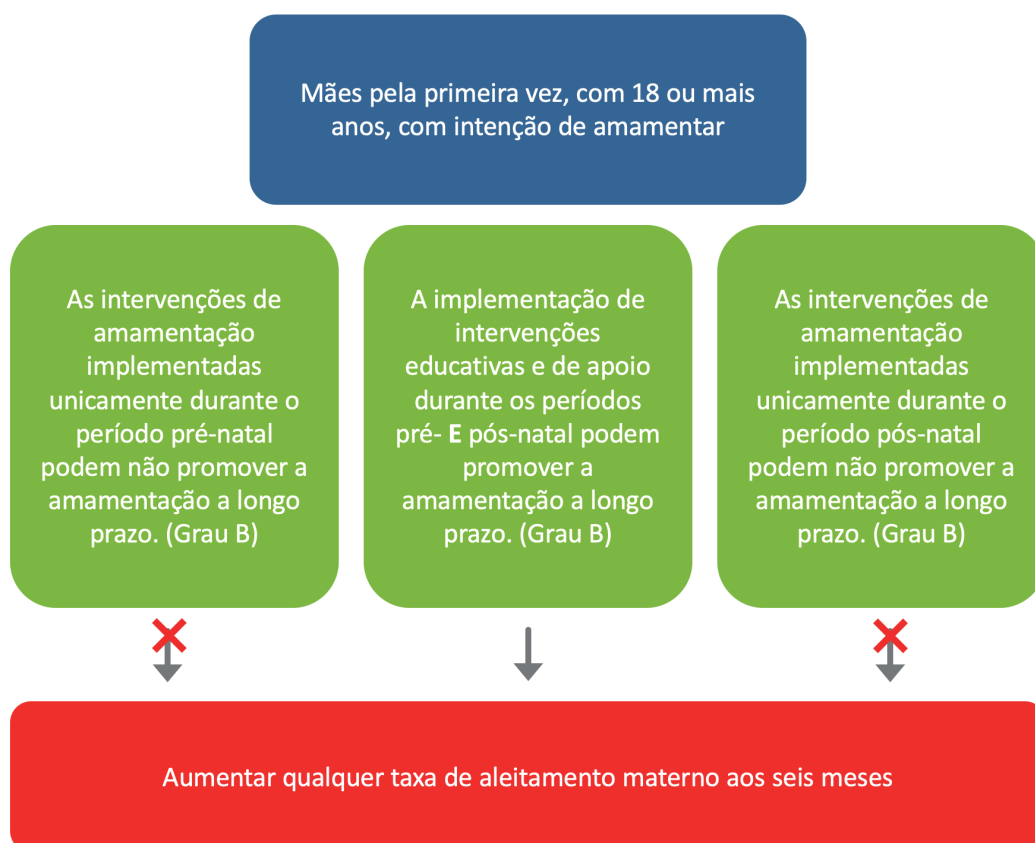 Mães pela primeira vez, com 18 ou mais
anos, com intenção de amamentar
As intervenções de
amamentação
implementadas
unicamente durante o
período pré-natal
podem não promover a
amamentação a longo
prazo. (Grau B)
A implementação de
intervenções
educativas e de apoio
durante os períodos
pré- E pós-natal podem
promover a
amamentação a longo
prazo. (Grau B)
As intervenções de
amamentação
implementadas
unicamente durante o
período pós-natal
podem não promover a
amamentação a longo
prazo. (Grau B)
Aumentar qualquer taxa de aleitamento materno aos seis meses